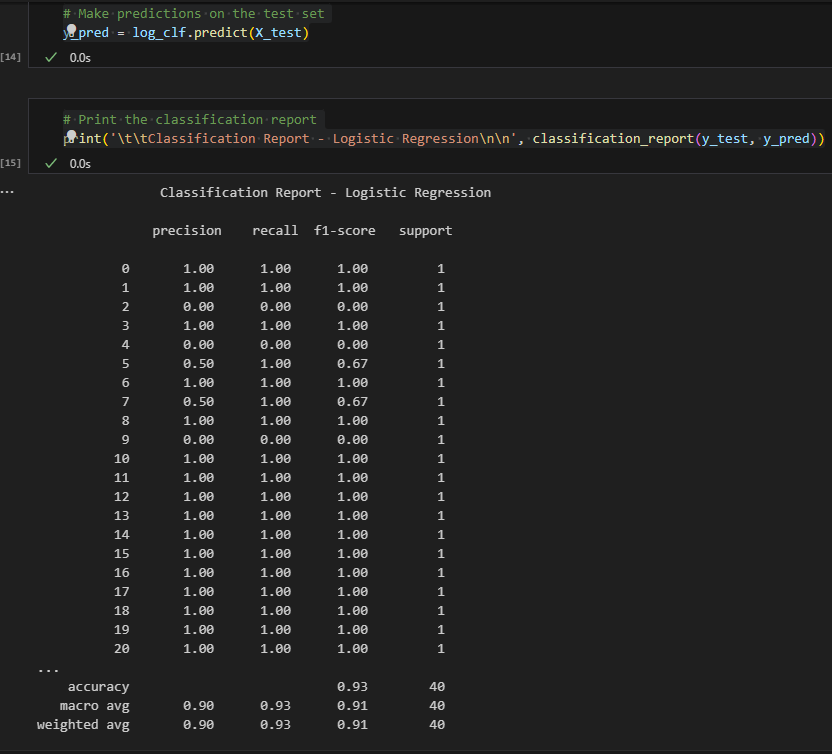 # Make predictions on the test set
y_pred = log_clf.predict(X_test)
[14] ✓ 0.0s
# Print the classification report
print('\t\tClassification Report - Logistic Regression\n\n', classification_report(y_test, y_pred))
[15] ✓ 0.0s
...
Classification Report - Logistic Regression
precision recall f1-score support
0 1.00 1.00 1.00 1
1 1.00 1.00 1.00 1
2 0.00 0.00 0.00 1
3 1.00 1.00 1.00 1
4 0.00 0.00 0.00 1
5 0.50 1.00 0.67 1
6 1.00 1.00 1.00 1
7 0.50 1.00 0.67 1
8 1.00 1.00 1.00 1
9 0.00 0.00 0.00 1
10 1.00 1.00 1.00 1
11 1.00 1.00 1.00 1
12 1.00 1.00 1.00 1
13 1.00 1.00 1.00 1
14 1.00 1.00 1.00 1
15 1.00 1.00 1.00 1
16 1.00 1.00 1.00 1
17 1.00 1.00 1.00 1
18 1.00 1.00 1.00 1
19 1.00 1.00 1.00 1
20 1.00 1.00 1.00 1
...
accuracy 0.93 40
macro avg 0.90 0.93 0.91 40
weighted avg 0.90 0.93 0.91 40